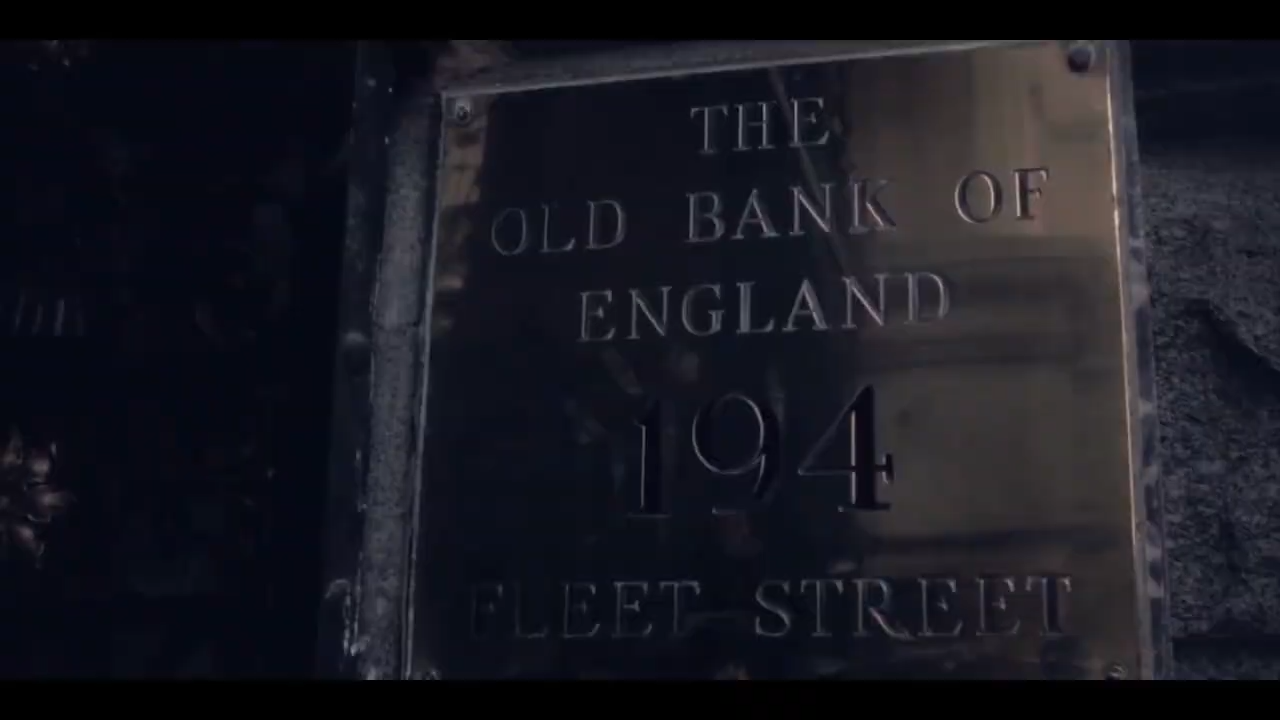 THE
OLD BANK OF
ENGLAND
194
FLEET STREET